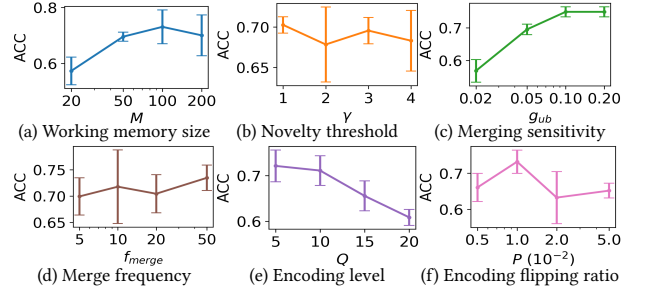 0.8
0.6
ACC
20 50 100 200
M
(a) Working memory size
0.70
0.65
ACC
1 2 3 4
γ
(b) Novelty threshold
0.7
0.6
ACC
0.02 0.05 0.10 0.20
g_ub
(c) Merging sensitivity
0.75
0.70
0.65
ACC
5 10 20 50
f_merge
(d) Merge frequency
0.7
0.6
ACC
5 10 15 20
Q
(e) Encoding level
0.7
0.6
ACC
0.5 1.0 2.0 5.0
P (10⁻²)
(f) Encoding flipping ratio